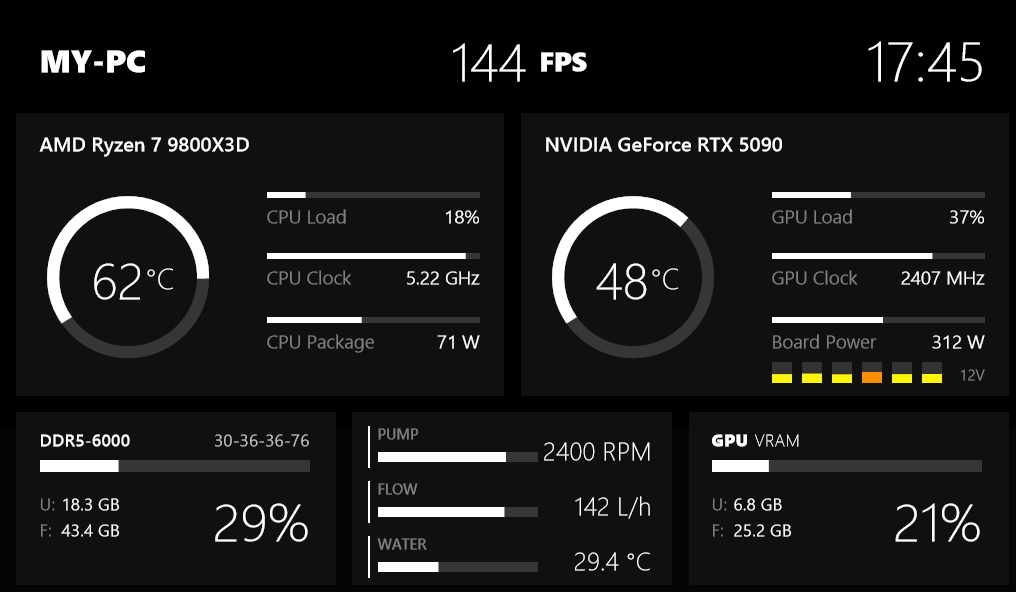 MY-PC 144 FPS 17:45
AMD Ryzen 7 9800X3D
62°C
CPU Load 18%
CPU Clock 5.22 GHz
CPU Package 71 W
NVIDIA GeForce RTX 5090
48°C
GPU Load 37%
GPU Clock 2407 MHz
Board Power 312 W
12V
DDR5-6000 30-36-36-76
U: 18.3 GB
F: 43.4 GB
29%
PUMP
2400 RPM
FLOW
142 L/h
WATER
29.4 °C
GPU VRAM
U: 6.8 GB
F: 25.2 GB
21%